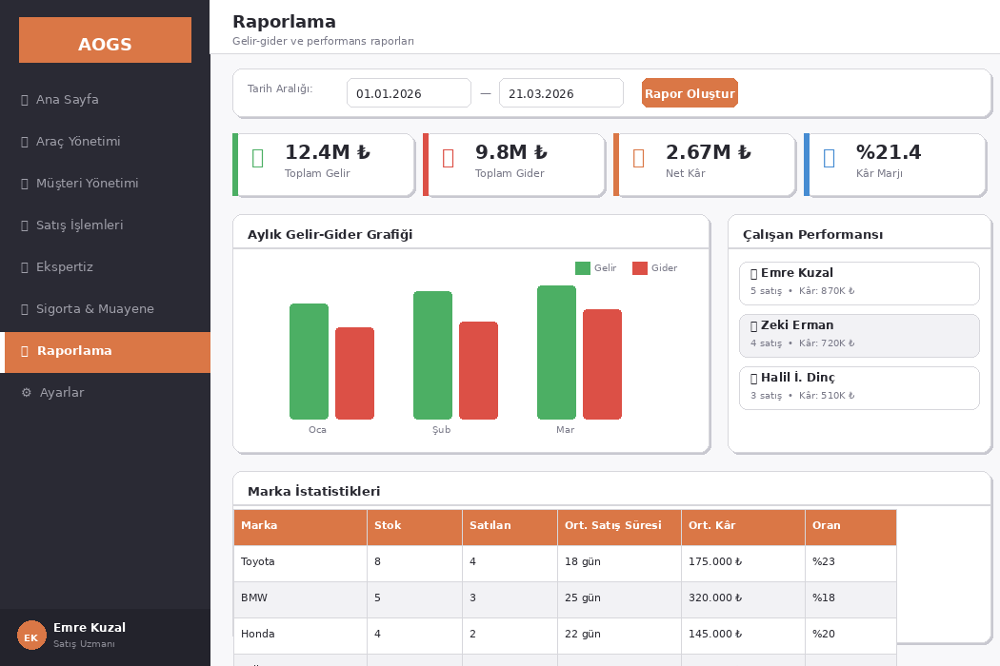 AOGS
Ana Sayfa
Araç Yönetimi
Müşteri Yönetimi
Satış İşlemleri
Ekspertiz
Sigorta & Muayene
Raporlama
⚙ Ayarlar
EK
Emre Kuzal
Satış Uzmanı
Raporlama
Gelir-gider ve performans raporları
Tarih Aralığı: 01.01.2026 — 21.03.2026 Rapor Oluştur
12.4M ₺
Toplam Gelir
9.8M ₺
Toplam Gider
2.67M ₺
Net Kâr
%21.4
Kâr Marjı
Aylık Gelir-Gider Grafiği
Gelir Gider
Oca Şub Mar
Çalışan Performansı
Emre Kuzal
5 satış • Kâr: 870K ₺
Zeki Erman
4 satış • Kâr: 720K ₺
Halil İ. Dinç
3 satış • Kâr: 510K ₺
Marka İstatistikleri
Marka Stok Satılan Ort. Satış Süresi Ort. Kâr Oran
Toyota 8 4 18 gün 175.000 ₺ %23
BMW 5 3 25 gün 320.000 ₺ %18
Honda 4 2 22 gün 145.000 ₺ %20